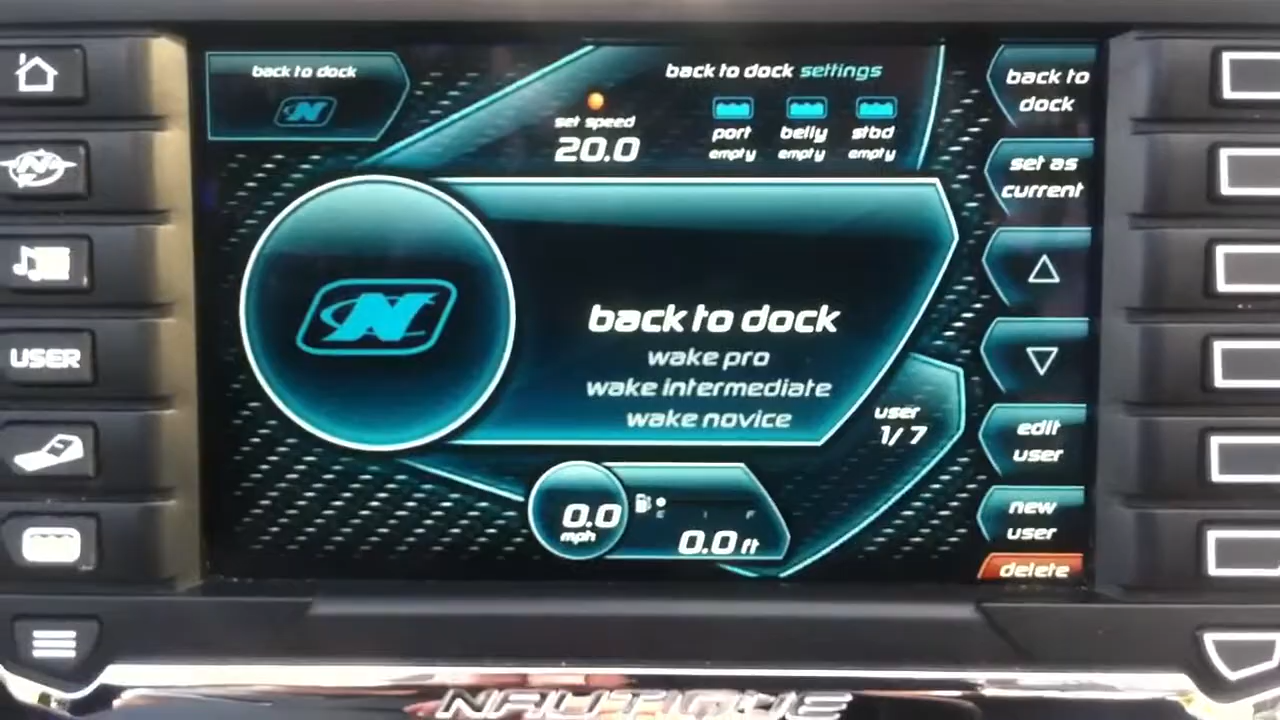 back to dock
back to dock settings
set speed
20.0
port
belly
stbd
empty
empty
empty
back to
dock
set as
current
back to dock
wake pro
wake intermediate
wake novice
user
1/7
edit
user
new
user
delete
0.0
mph
E
F
0.0 ft
USER
NAUTIQUE